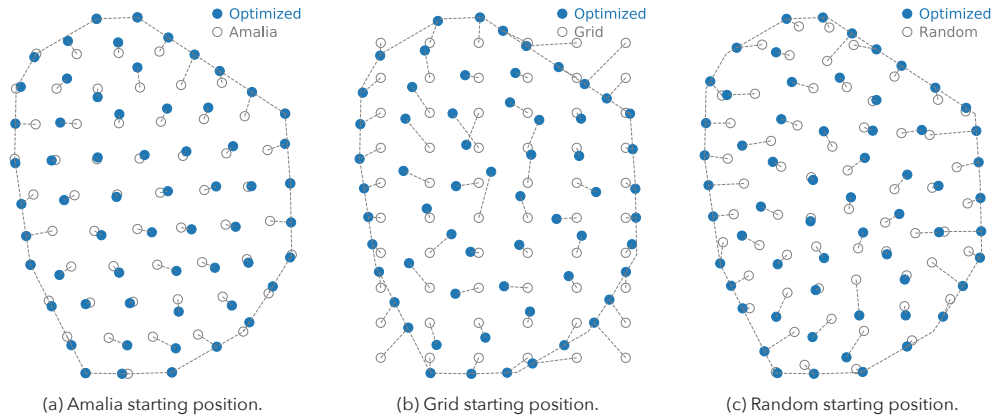 Optimized
Amalia
Optimized
Grid
Optimized
Random
(a) Amalia starting position.
(b) Grid starting position.
(c) Random starting position.